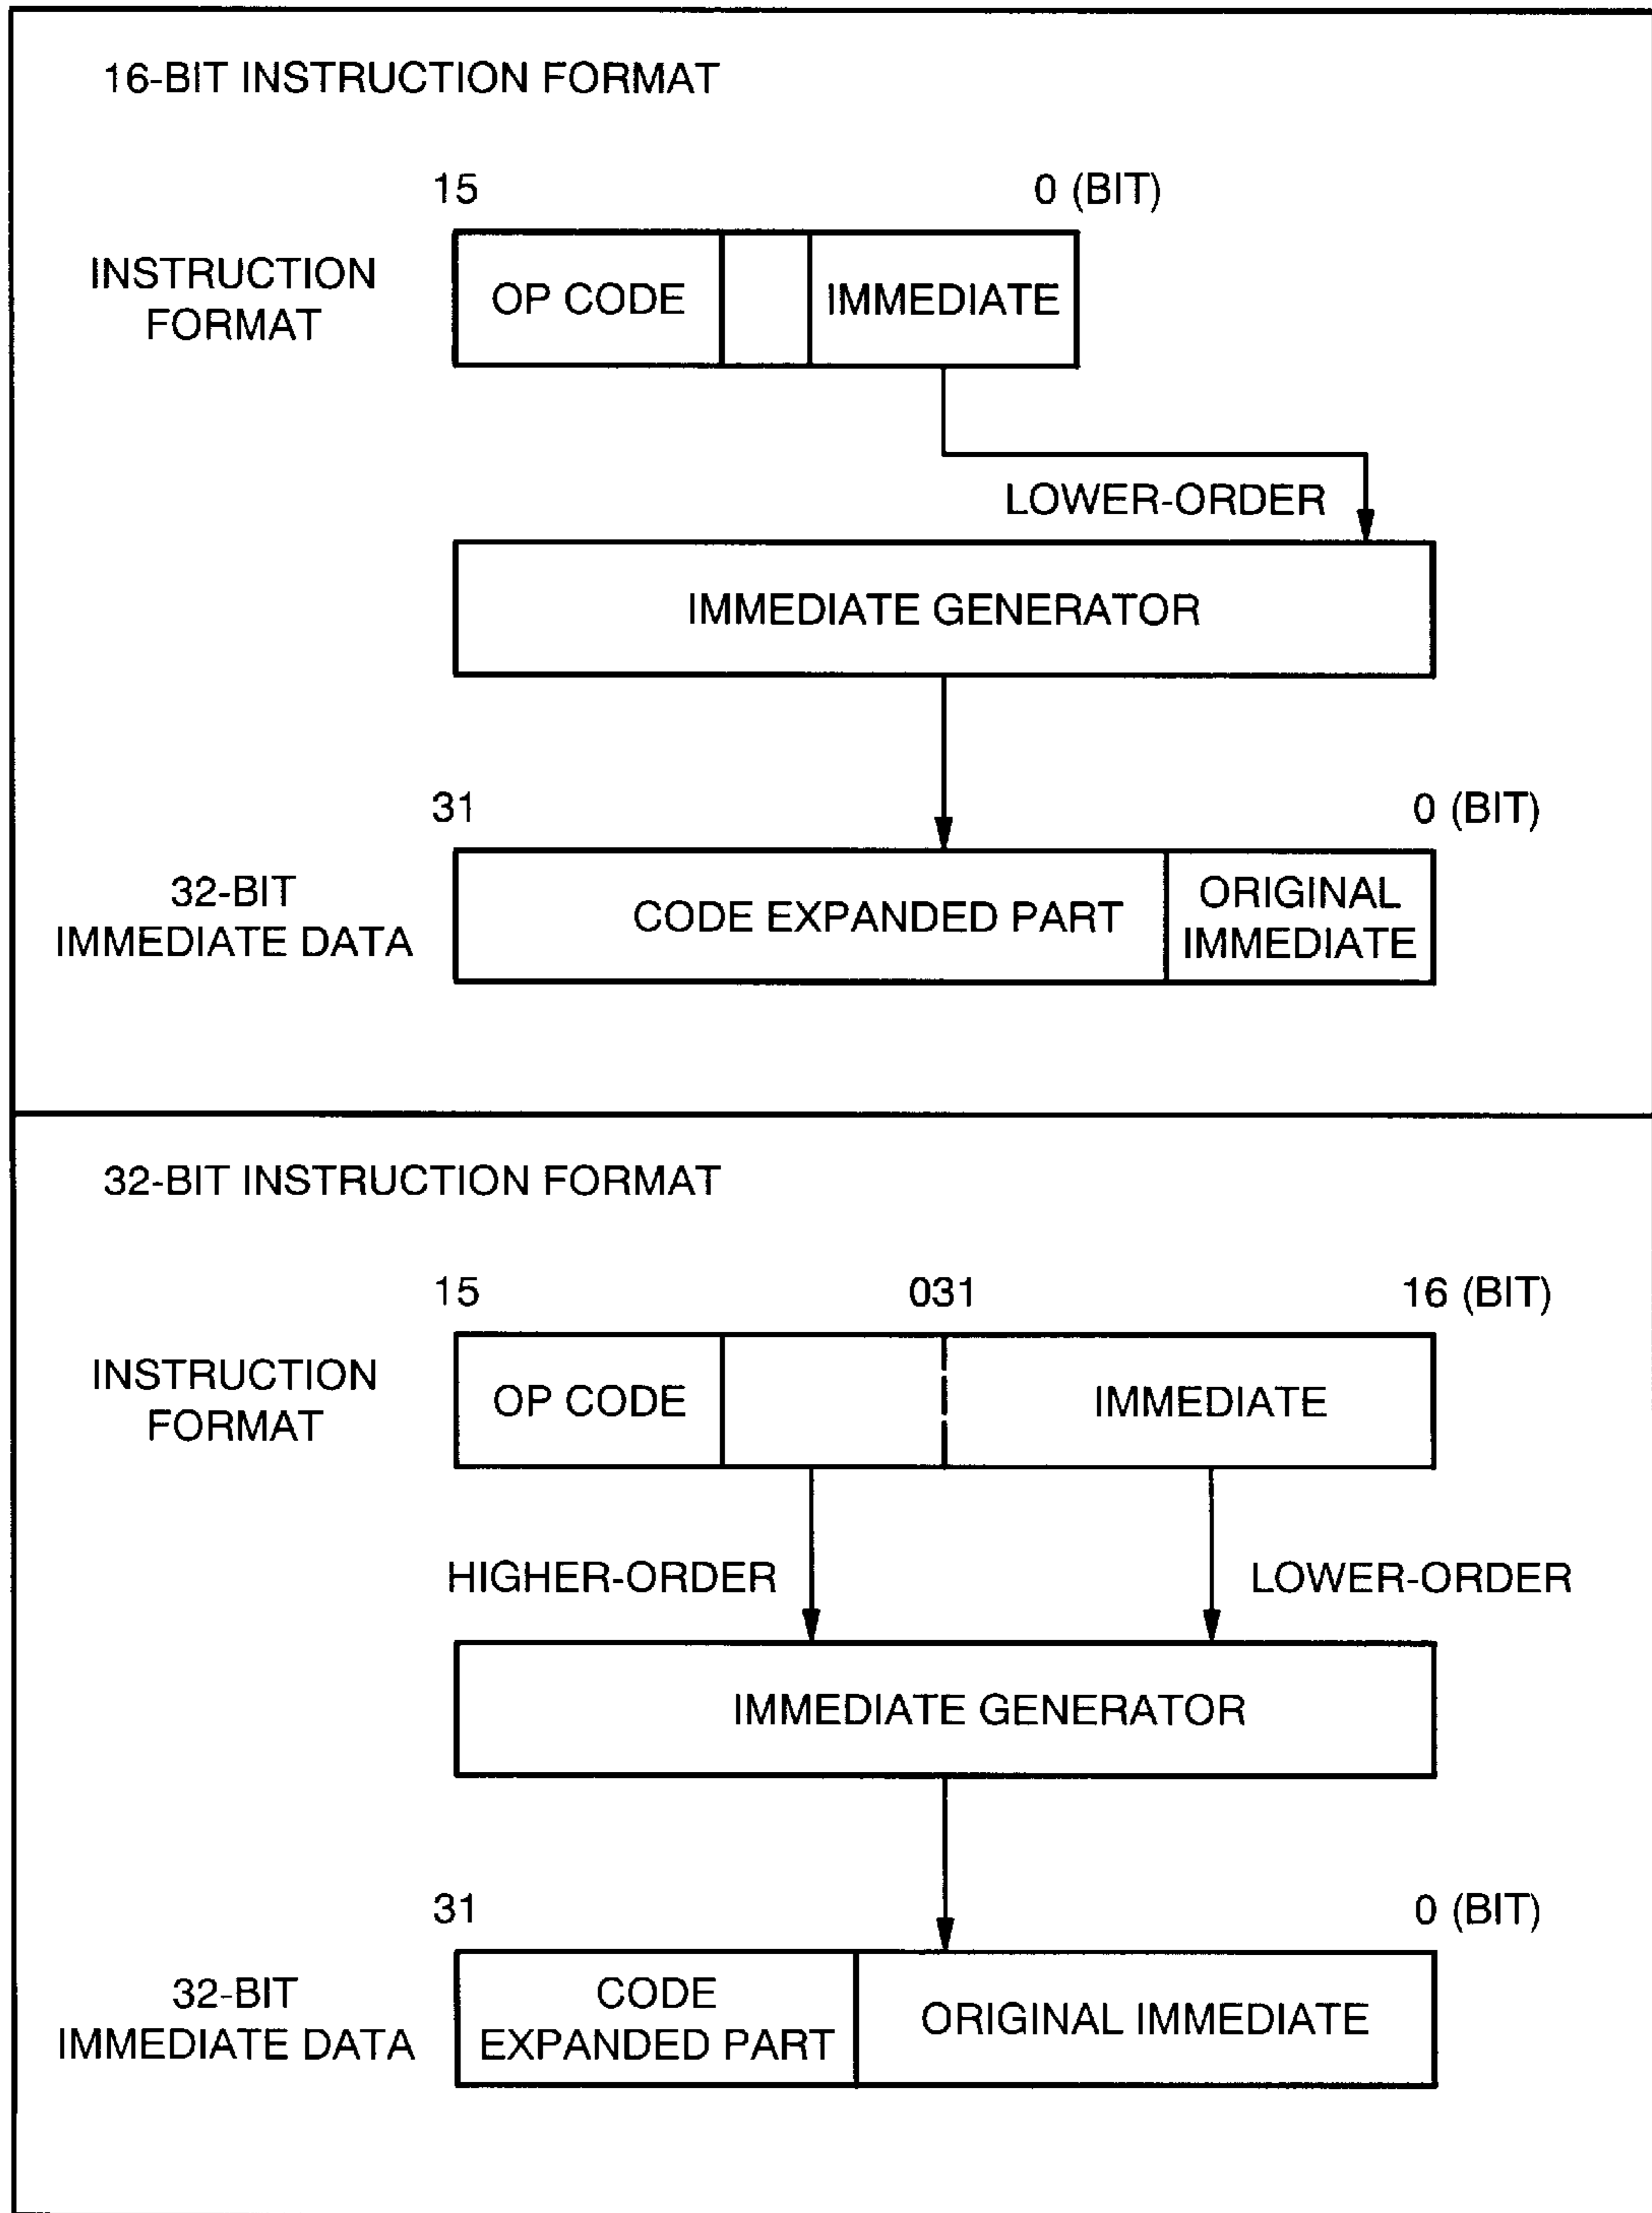 16-BIT INSTRUCTION FORMAT
15
0 (BIT)
INSTRUCTION
FORMAT
OP CODE
IMMEDIATE
LOWER-ORDER
IMMEDIATE GENERATOR
31
0 (BIT)
32-BIT
IMMEDIATE DATA
CODE EXPANDED PART
ORIGINAL
IMMEDIATE
32-BIT INSTRUCTION FORMAT
15
031
16 (BIT)
INSTRUCTION
FORMAT
OP CODE
IMMEDIATE
HIGHER-ORDER
LOWER-ORDER
IMMEDIATE GENERATOR
31
0 (BIT)
32-BIT
IMMEDIATE DATA
CODE
EXPANDED PART
ORIGINAL IMMEDIATE